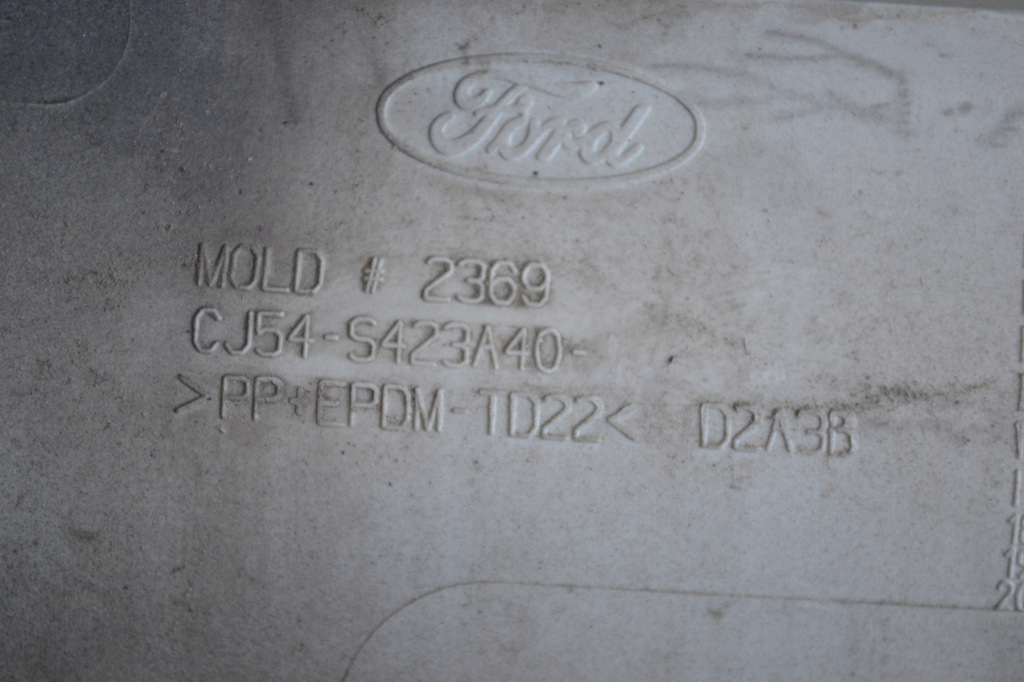 Ford
MOLD # 2369
CJ54-S423A40-
>PP+EPDM-TD22< D2A3B